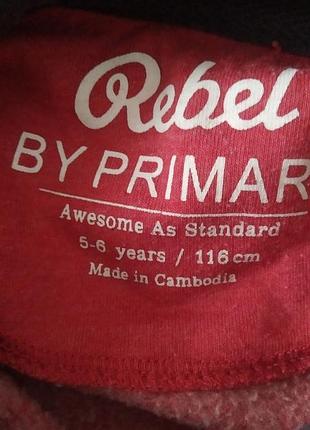 Rebel
BY PRIMAR
Awesome As Standard
5-6 years / 116 cm
Made in Cambodia